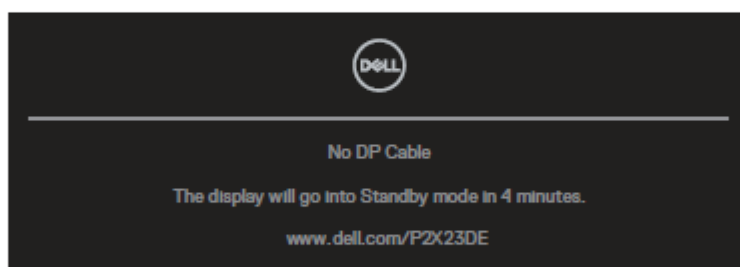 DELL
No DP Cable
The display will go into Standby mode in 4 minutes.
www.dell.com/P2X23DE